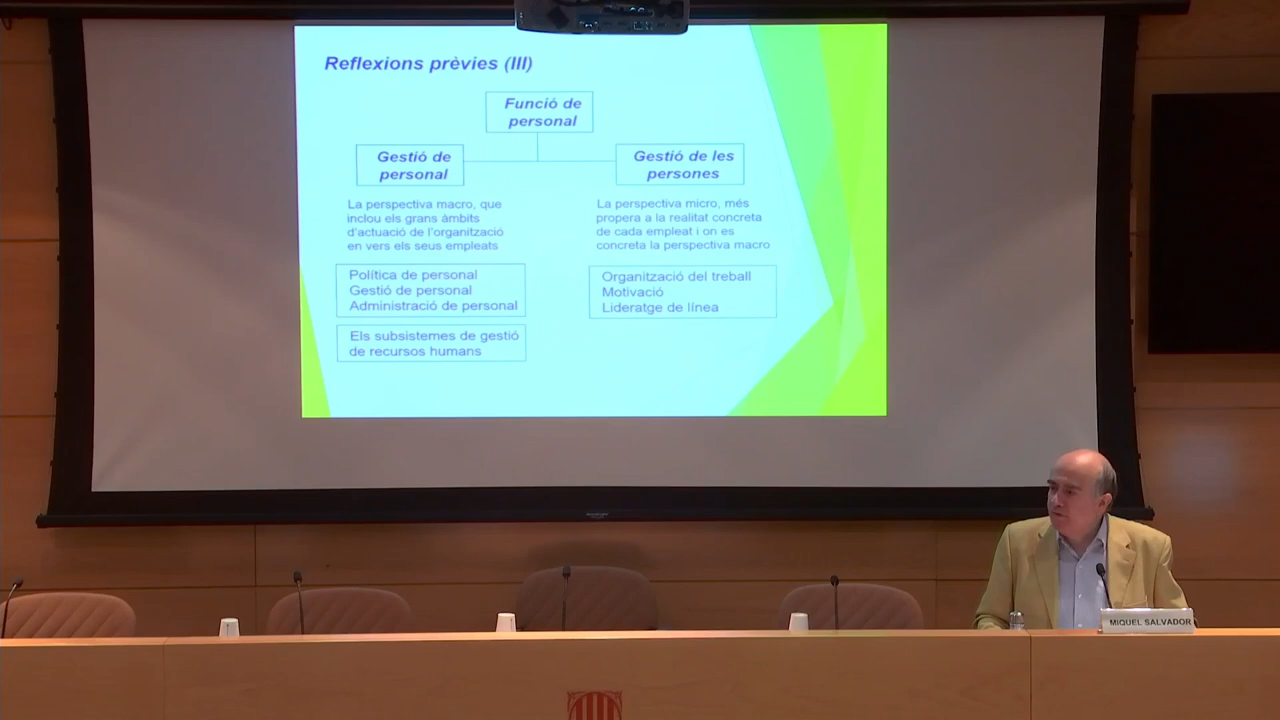 Reflexions prèvies (III)
Funció de
personal
Gestió de
personal
Gestió de les
persones
La perspectiva macro, que
inclou els grans àmbits
d'actuació de l'organització
en vers els seus empleats
La perspectiva micro, més
propera a la realitat concreta
de cada empleat i on es
concreta la perspectiva macro
Política de personal
Gestió de personal
Administració de personal
Organització del treball
Motivació
Lideratge de línea
Els subsistemes de gestió
de recursos humans
MIQUEL SALVADOR